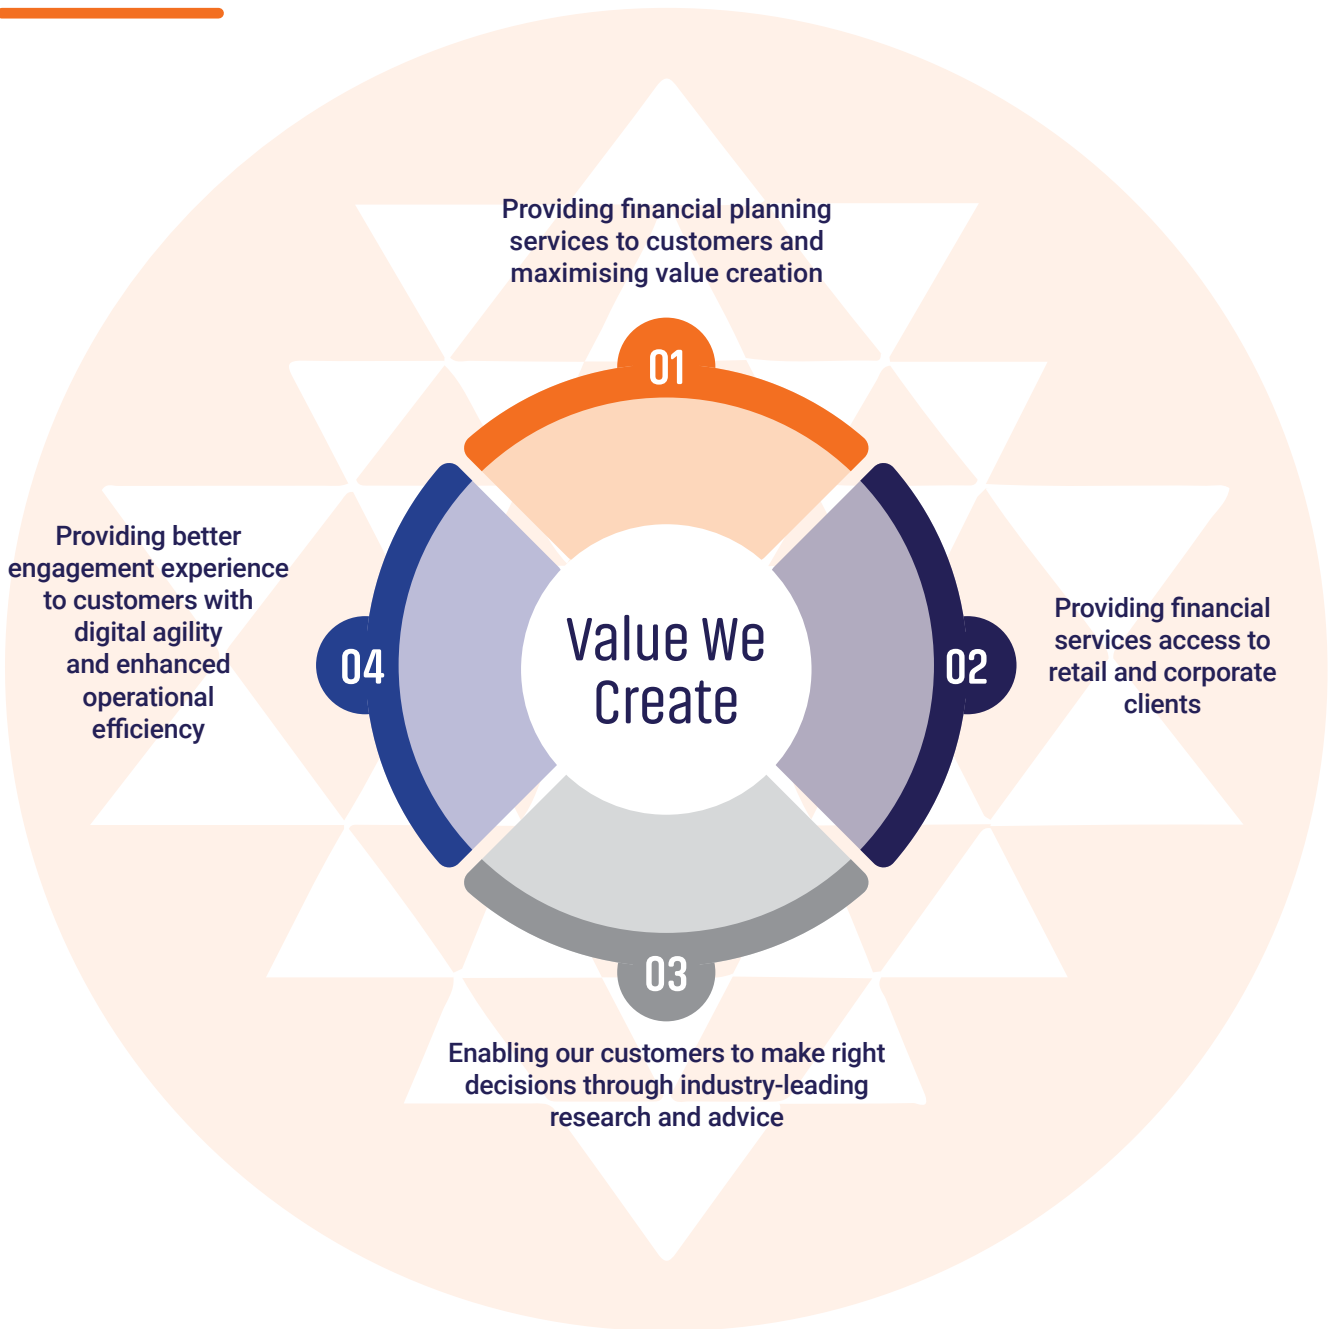 Providing financial planning
services to customers and
maximising value creation
01
Value We
Create
02
Providing financial
services access to
retail and corporate
clients
03
Enabling our customers to make right
decisions through industry-leading
research and advice
04
Providing better
engagement experience
to customers with
digital agility
and enhanced
operational
efficiency